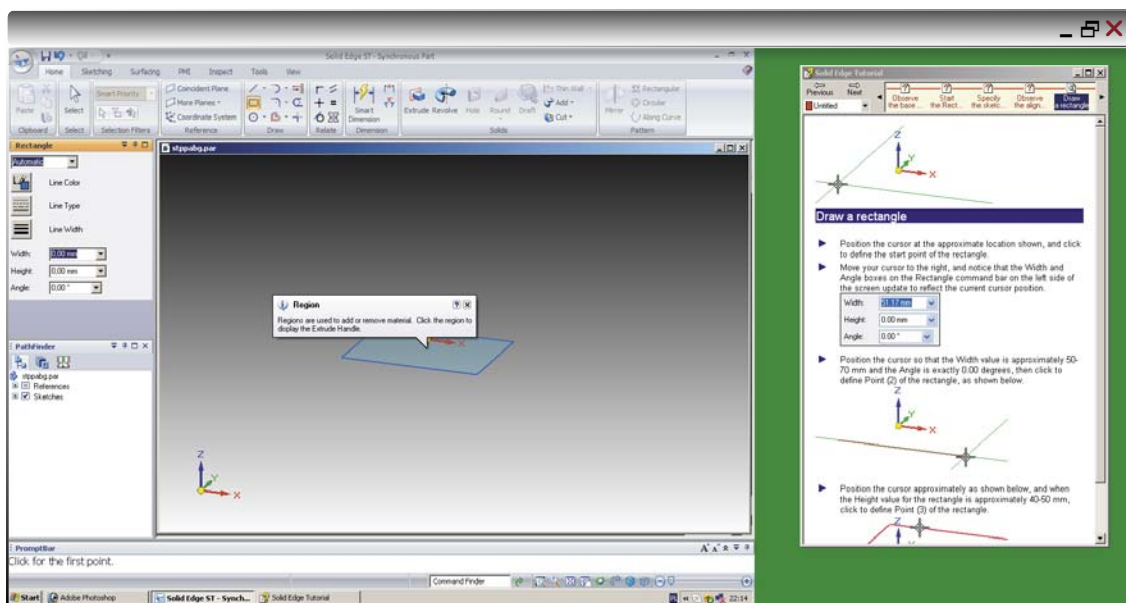 Solid Edge ST - Synchronous Part
Home Sketching Surfacing PMI Inspect Tools View
Paste
Clipboard
Select
Select
Smart Priority
Selection Filters
Coincident Plane
More Planes
Coordinate System
Reference
Draw
Relate
Smart Dimension
Dimension
Extrude Revolve Hole Round Draft
Thin Wall
Add
Cut
Solids
Mirror
Rectangular
Circular
Along Curve
Pattern
Rectangle
Automatic
Line Color
Line Type
Line Width
Width: 0,00 mm
Height: 0,00 mm
Angle: 0,00 °
PathFinder
stppabg.par
References
Sketches
stppabg.par
Region
Regions are used to add or remove material. Click the region to
display the Extrude Handle.
X
Z
Y
X
PromptBar
Click for the first point.
Command Finder
Start Adobe Photoshop Solid Edge ST - Synch... Solid Edge Tutorial 22:14
Solid Edge Tutorial
Previous Next
Untitled
Observe the base ...
Start the Rect...
Specify the sketc...
Observe the align...
Draw a rectangle
Z
Y
X
Draw a rectangle
Position the cursor at the approximate location shown, and click
to define the start point of the rectangle.
Move your cursor to the right, and notice that the Width and
Angle boxes on the Rectangle command bar on the left side of
the screen update to reflect the current cursor position.
Width: 51.17 mm
Height: 0.00 mm
Angle: 0.00 °
Position the cursor so that the Width value is approximately 50-
70 mm and the Angle is exactly 0.00 degrees, then click to
define Point (2) of the rectangle, as shown below.
Z
Y
X
Position the cursor approximately as shown below, and when
the Height value for the rectangle is approximately 40-50 mm,
click to define Point (3) of the rectangle.
Z